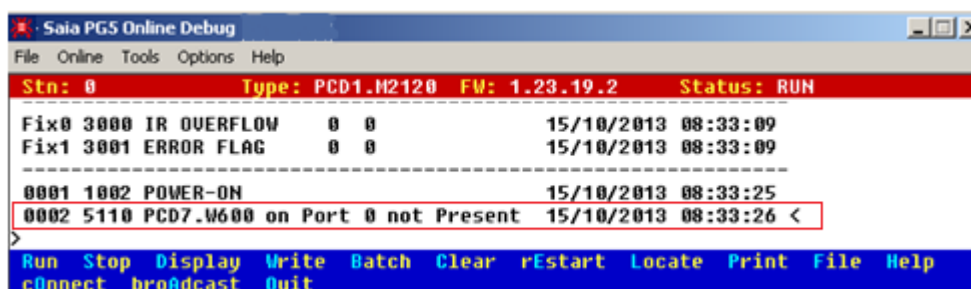 Saia PG5 Online Debug
File Online Tools Options Help
Stn: 0 Type: PCD1.M2120 FW: 1.23.19.2 Status: RUN
Fix0 3000 IR OVERFLOW 0 0 15/10/2013 08:33:09
Fix1 3001 ERROR FLAG 0 0 15/10/2013 08:33:09
0001 1002 POWER-ON 15/10/2013 08:33:25
0002 5110 PCD7.W600 on Port 0 not Present 15/10/2013 08:33:26 <
>
Run Stop Display Write Batch Clear rEstart Locate Print File Help
cOnnect broAdcast Quit